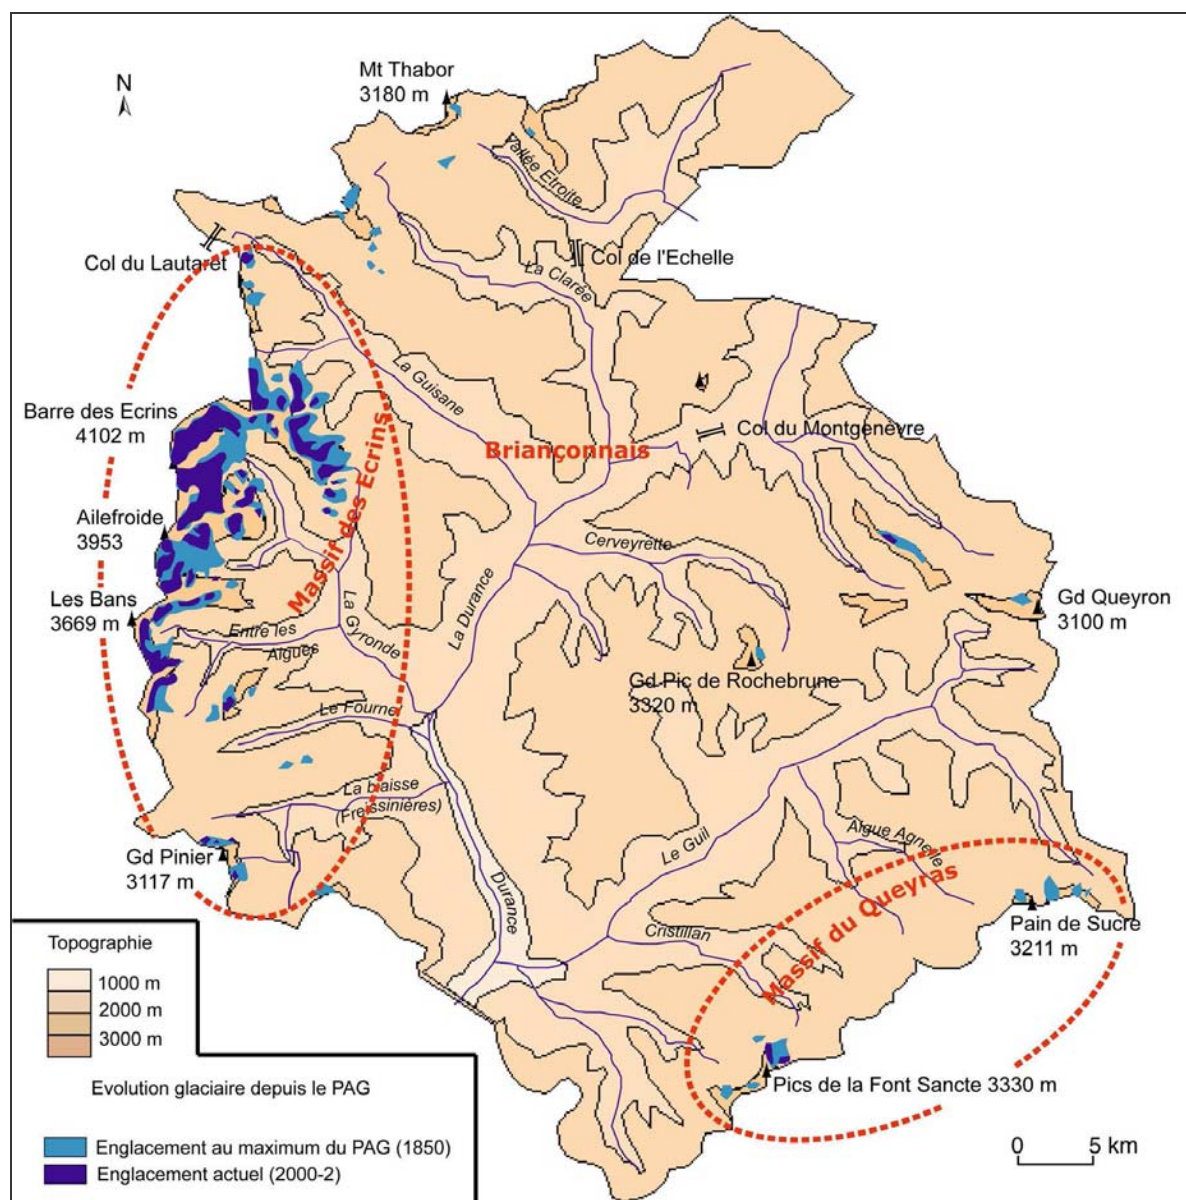 N
Mt Thabor
3180 m
Vallée Etroite
Col du Lautaret
Col de l'Echelle
La Clarée
La Guisane
Barre des Ecrins
4102 m
Briançonnais
Col du Montgenèvre
Massif des Ecrins
Ailefroide
3953
Cerveyrette
Les Bans
3669 m
Gd Queyron
3100 m
Entre les
Aigues
La Gyronde
La Durance
Gd Pic de Rochebrune
3320 m
Le Fournel
La biaisse
(Freissinières)
Le Guil
Aigue Agnelle
Gd Pinier
3117 m
Durance
Massif du Queyras
Cristillan
Pain de Sucre
3211 m
Pics de la Font Sancte 3330 m
Topographie
1000 m
2000 m
3000 m
Evolution glaciaire depuis le PAG
Englacement au maximum du PAG (1850)
Englacement actuel (2000-2)
0 5 km